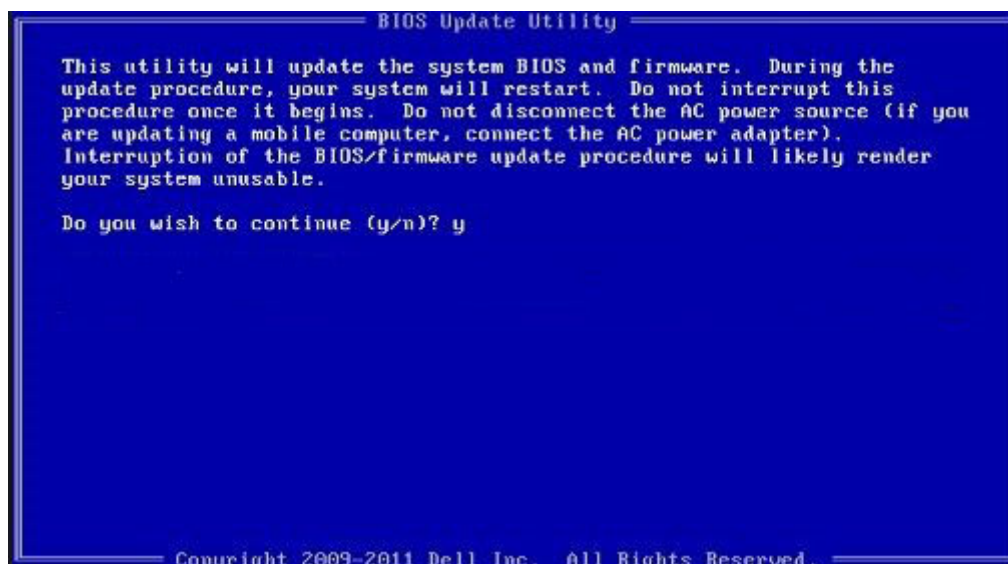 BIOS Update Utility
This utility will update the system BIOS and firmware.  During the
update procedure, your system will restart.  Do not interrupt this
procedure once it begins.  Do not disconnect the AC power source (if you
are updating a mobile computer, connect the AC power adapter).
Interruption of the BIOS/firmware update procedure will likely render
your system unusable.
Do you wish to continue (y/n)? y
Copyright 2009-2011 Dell Inc.  All Rights Reserved.